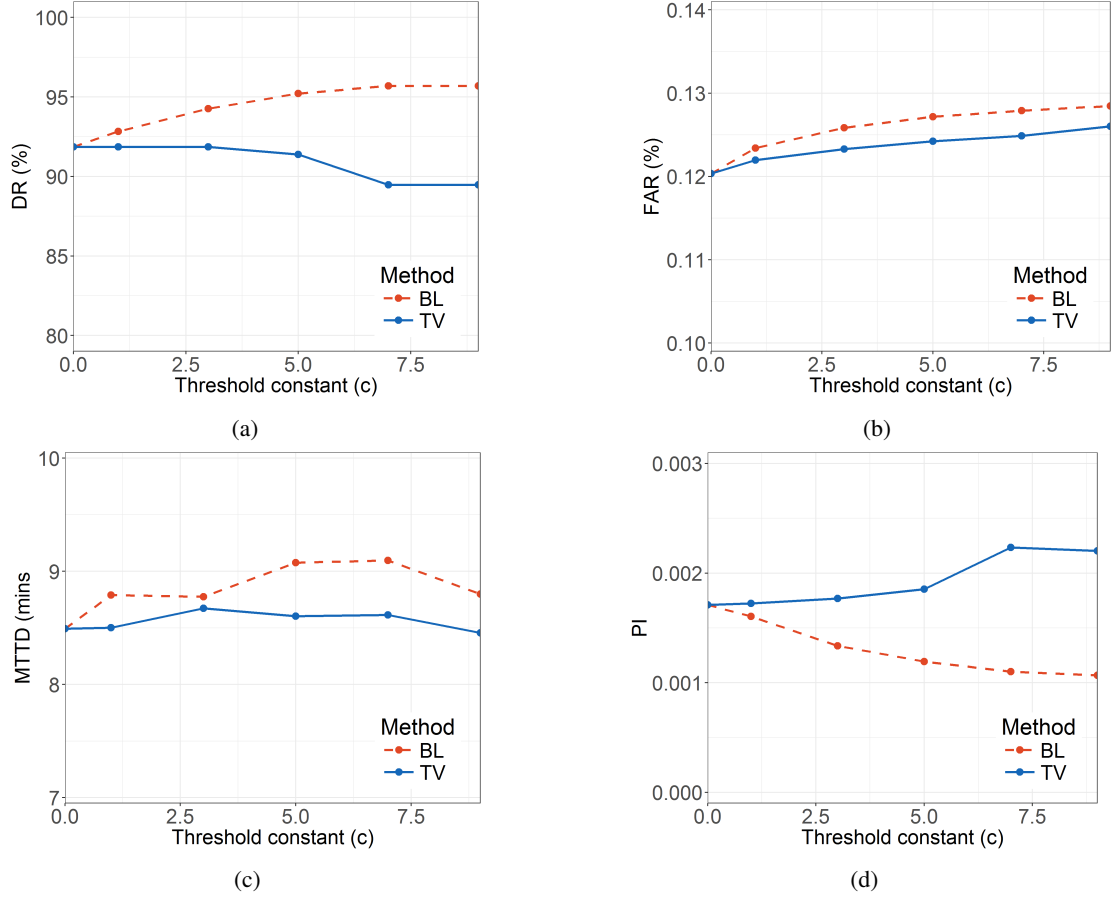 100
95
90
85
80
DR (%)
0.0 2.5 5.0 7.5
Threshold constant (c)
Method
BL
TV
(a)
0.14
0.13
0.12
0.11
0.10
FAR (%)
0.0 2.5 5.0 7.5
Threshold constant (c)
Method
BL
TV
(b)
10
9
8
7
MTTD (mins
0.0 2.5 5.0 7.5
Threshold constant (c)
Method
BL
TV
(c)
0.003
0.002
0.001
0.000
PI
0.0 2.5 5.0 7.5
Threshold constant (c)
Method
BL
TV
(d)